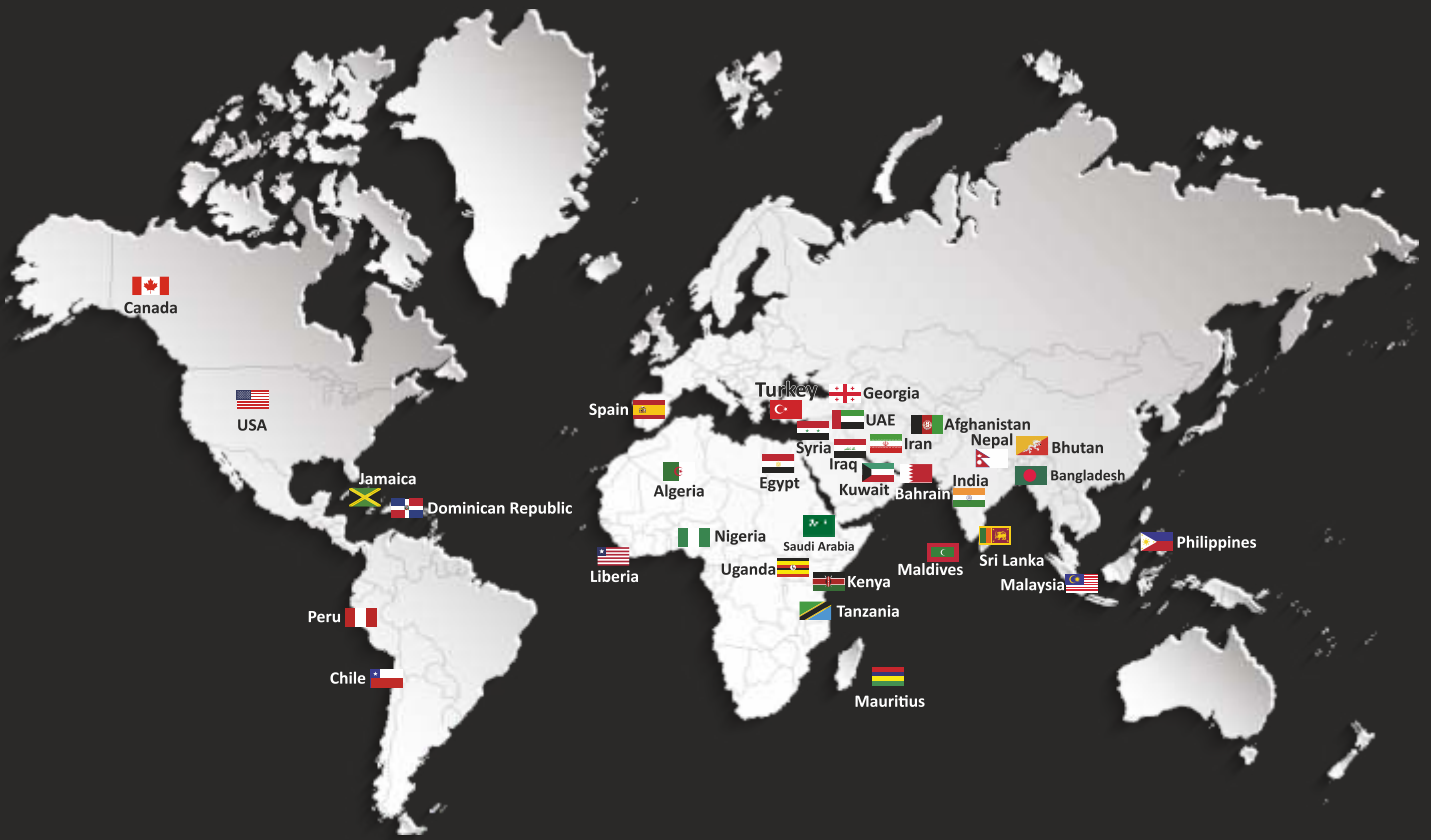 Canada
USA
Jamaica
Dominican Republic
Peru
Chile
Spain
Turkey
Georgia
UAE
Syria
Iran
Iraq
Afghanistan
Nepal
Bhutan
Algeria
Egypt
Kuwait
Bahrain
India
Bangladesh
Nigeria
Saudi Arabia
Liberia
Uganda
Kenya
Tanzania
Maldives
Sri Lanka
Malaysia
Philippines
Mauritius